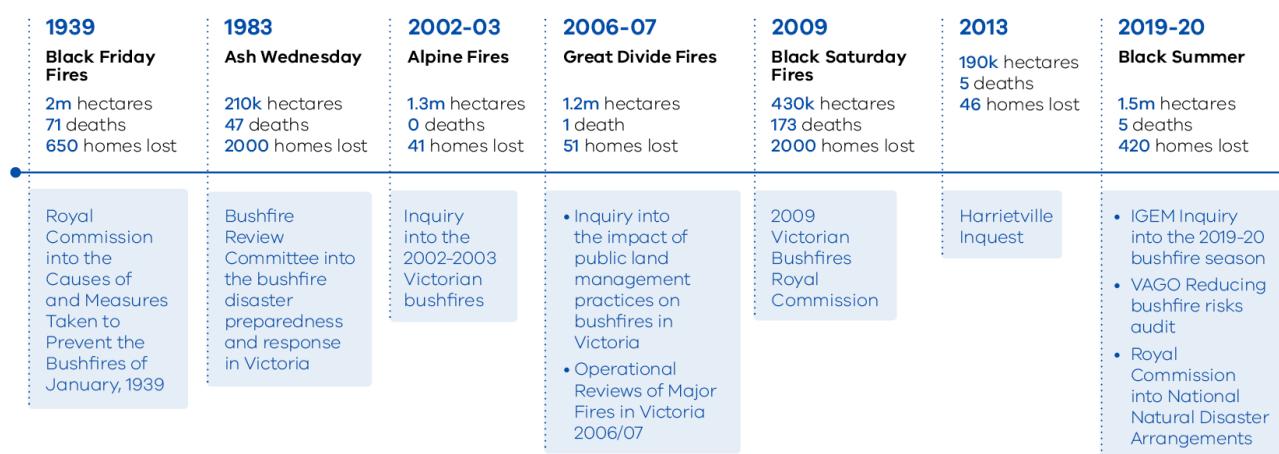 1939
Black Friday
Fires
2m hectares
71 deaths
650 homes lost
Royal
Commission
into the
Causes of
and Measures
Taken to
Prevent the
Bushfires of
January, 1939
1983
Ash Wednesday
210k hectares
47 deaths
2000 homes lost
Bushfire
Review
Committee into
the bushfire
disaster
preparedness
and response
in Victoria
2002-03
Alpine Fires
1.3m hectares
0 deaths
41 homes lost
Inquiry
into the
2002-2003
Victorian
bushfires
2006-07
Great Divide Fires
1.2m hectares
1 death
51 homes lost
• Inquiry into
the impact of
public land
management
practices on
bushfires in
Victoria
• Operational
Reviews of Major
Fires in Victoria
2006/07
2009
Black Saturday
Fires
430k hectares
173 deaths
2000 homes lost
2009
Victorian
Bushfires
Royal
Commission
2013
190k hectares
5 deaths
46 homes lost
Harrietville
Inquest
2019-20
Black Summer
1.5m hectares
5 deaths
420 homes lost
• IGEM Inquiry
into the 2019-20
bushfire season
• VAGO Reducing
bushfire risks
audit
• Royal
Commission
into National
Natural Disaster
Arrangements